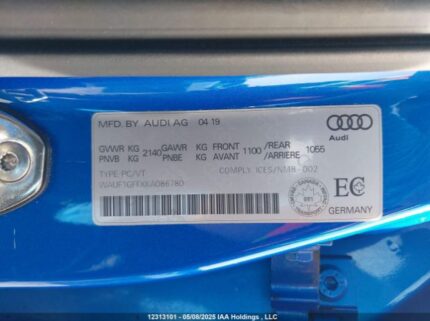 MFD. BY AUDI AG 04 19
Audi
GVWR KG 2140 GAWR KG FRONT 1100 /REAR 1055
PNVB KG PNBE KG AVANT /ARRIERE
TYPE PC/VT COMPLY ICES/NMB-002
EC
GERMANY
12313101 - 05/08/2025 IAA Holdings , LLC